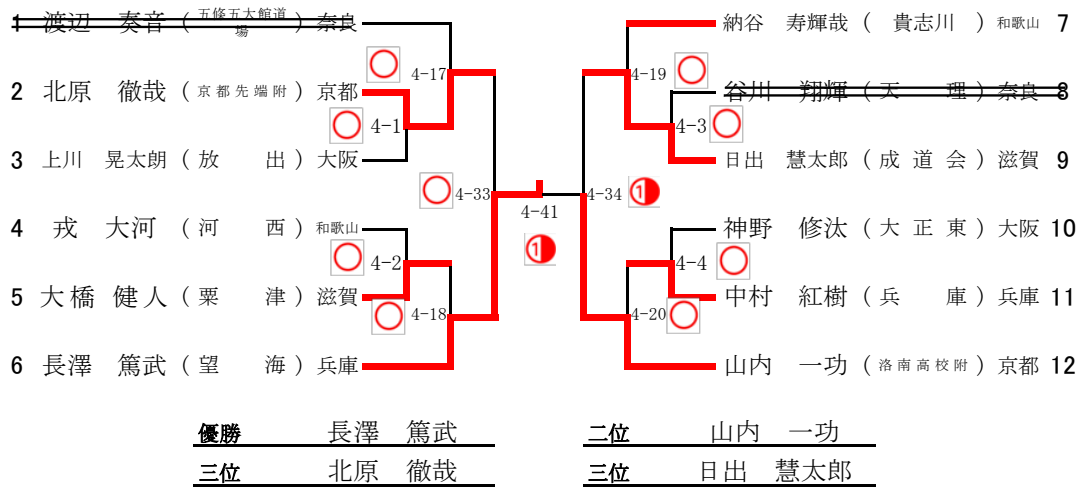 1 渡辺 奏音 (五條五大館道場) 奈良
2 北原 徹哉 (京都先端附) 京都
3 上川 晃太朗 (放 出) 大阪
4 戎 大河 (河 西) 和歌山
5 大橋 健人 (粟 津) 滋賀
6 長澤 篤武 (望 海) 兵庫
4-17
4-1
4-33
4-2
4-18
4-41
1
納谷 寿輝哉 (貴志川) 和歌山 7
谷川 翔輝 (天 理) 奈良 8
日出 慧太郎 (成道会) 滋賀 9
神野 修汰 (大正東) 大阪 10
中村 紅樹 (兵 庫) 兵庫 11
山内 一功 (洛南高校附) 京都 12
4-19
4-3
4-34
1
4-4
4-20
優勝 長澤 篤武
二位 山内 一功
三位 北原 徹哉
三位 日出 慧太郎